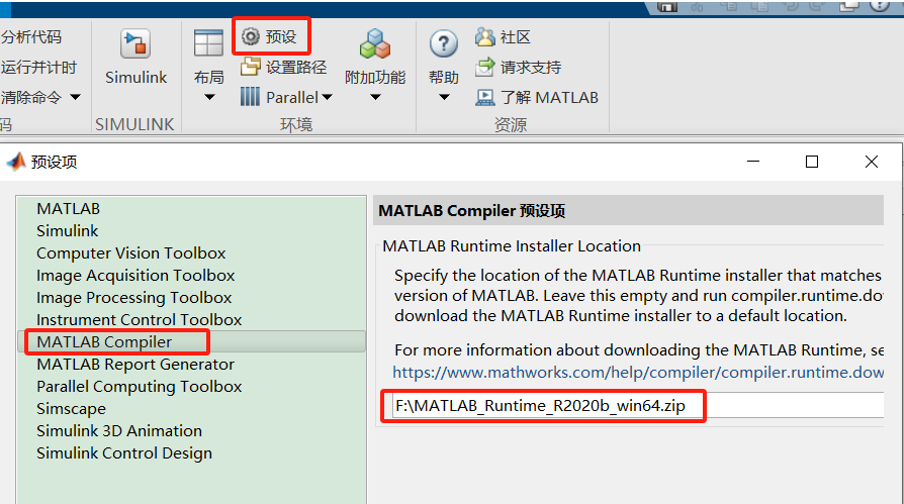 分析代码
预设
社区
运行并计时
Simulink
布局
设置路径
附加功能
帮助
请求支持
清除命令
Parallel
了解 MATLAB
码
SIMULINK
环境
资源
预设项
MATLAB
Simulink
Computer Vision Toolbox
Image Acquisition Toolbox
Image Processing Toolbox
Instrument Control Toolbox
MATLAB Compiler
MATLAB Report Generator
Parallel Computing Toolbox
Simscape
Simulink 3D Animation
Simulink Control Design
MATLAB Compiler 预设项
MATLAB Runtime Installer Location
Specify the location of the MATLAB Runtime installer that matches
version of MATLAB. Leave this empty and run compiler.runtime.do
download the MATLAB Runtime installer to a default location.
For more information about downloading the MATLAB Runtime, se
https://www.mathworks.com/help/compiler/compiler.runtime.dow
F:\MATLAB_Runtime_R2020b_win64.zip